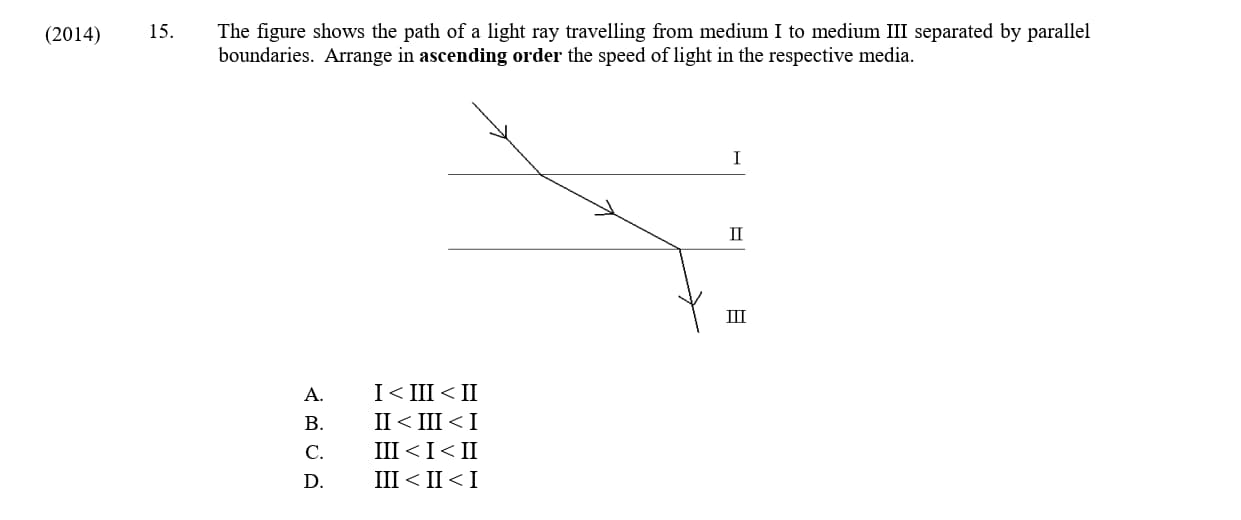 (2014) 15. The figure shows the path of a light ray travelling from medium I to medium III separated by parallel
boundaries. Arrange in ascending order the speed of light in the respective media.
I
II
III
A. I < III < II
B. II < III < I
C. III < I < II
D. III < II < I